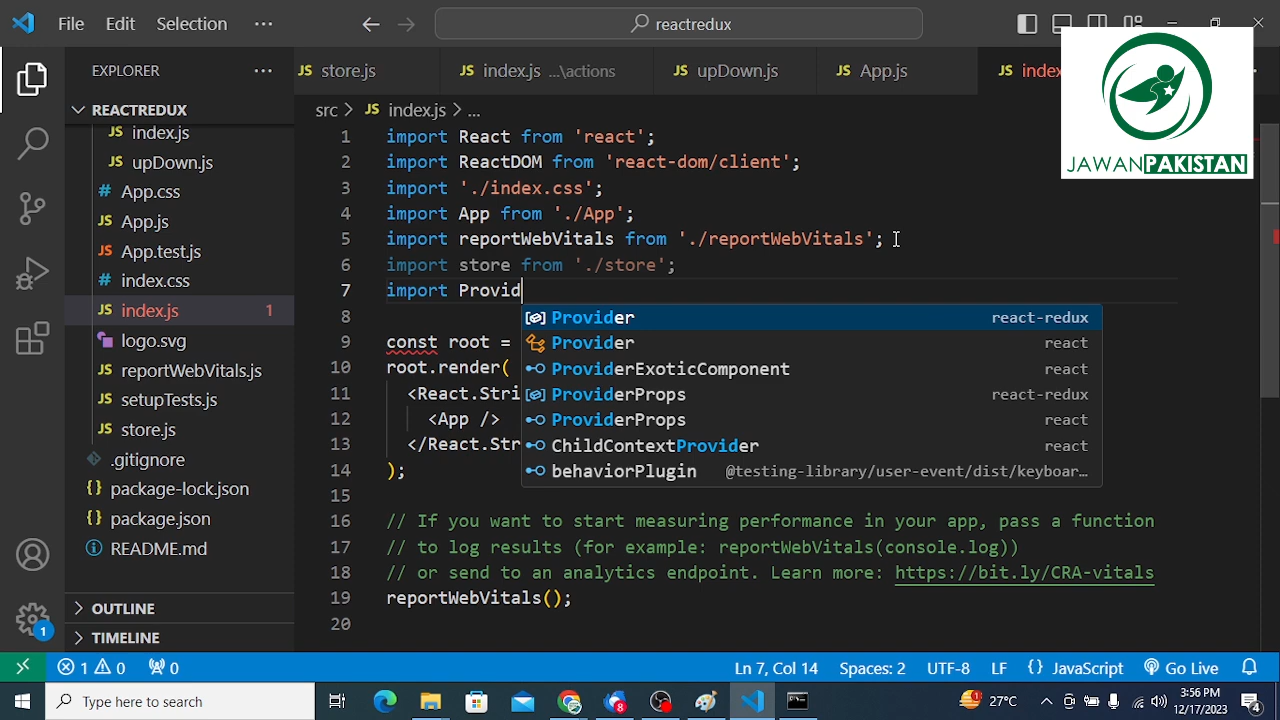 File Edit Selection ··· reactredux
EXPLORER ···
REACTREDUX
index.js
upDown.js
App.css
App.js
App.test.js
index.css
index.js 1
logo.svg
reportWebVitals.js
setupTests.js
store.js
.gitignore
package-lock.json
package.json
README.md
OUTLINE
TIMELINE
store.js index.js ...\actions upDown.js App.js inde
JAWANPAKISTAN
src > index.js > ...
1 import React from 'react';
2 import ReactDOM from 'react-dom/client';
3 import './index.css';
4 import App from './App';
5 import reportWebVitals from './reportWebVitals';
6 import store from './store';
7 import Provid
8
9 const root =
10 root.render(
11 <React.Stri
12 <App />
13 </React.Str
14 );
15
16 // If you want to start measuring performance in your app, pass a function
17 // to log results (for example: reportWebVitals(console.log))
18 // or send to an analytics endpoint. Learn more: https://bit.ly/CRA-vitals
19 reportWebVitals();
20
Provider react-redux
Provider react
ProviderExoticComponent react
ProviderProps react-redux
ProviderProps react
ChildContextProvider react
behaviorPlugin @testing-library/user-event/dist/keyboar...
1
1 0 0 Ln 7, Col 14 Spaces: 2 UTF-8 LF {} JavaScript Go Live
Type here to search 8 1 27°C 3:56 PM
12/17/2023 4